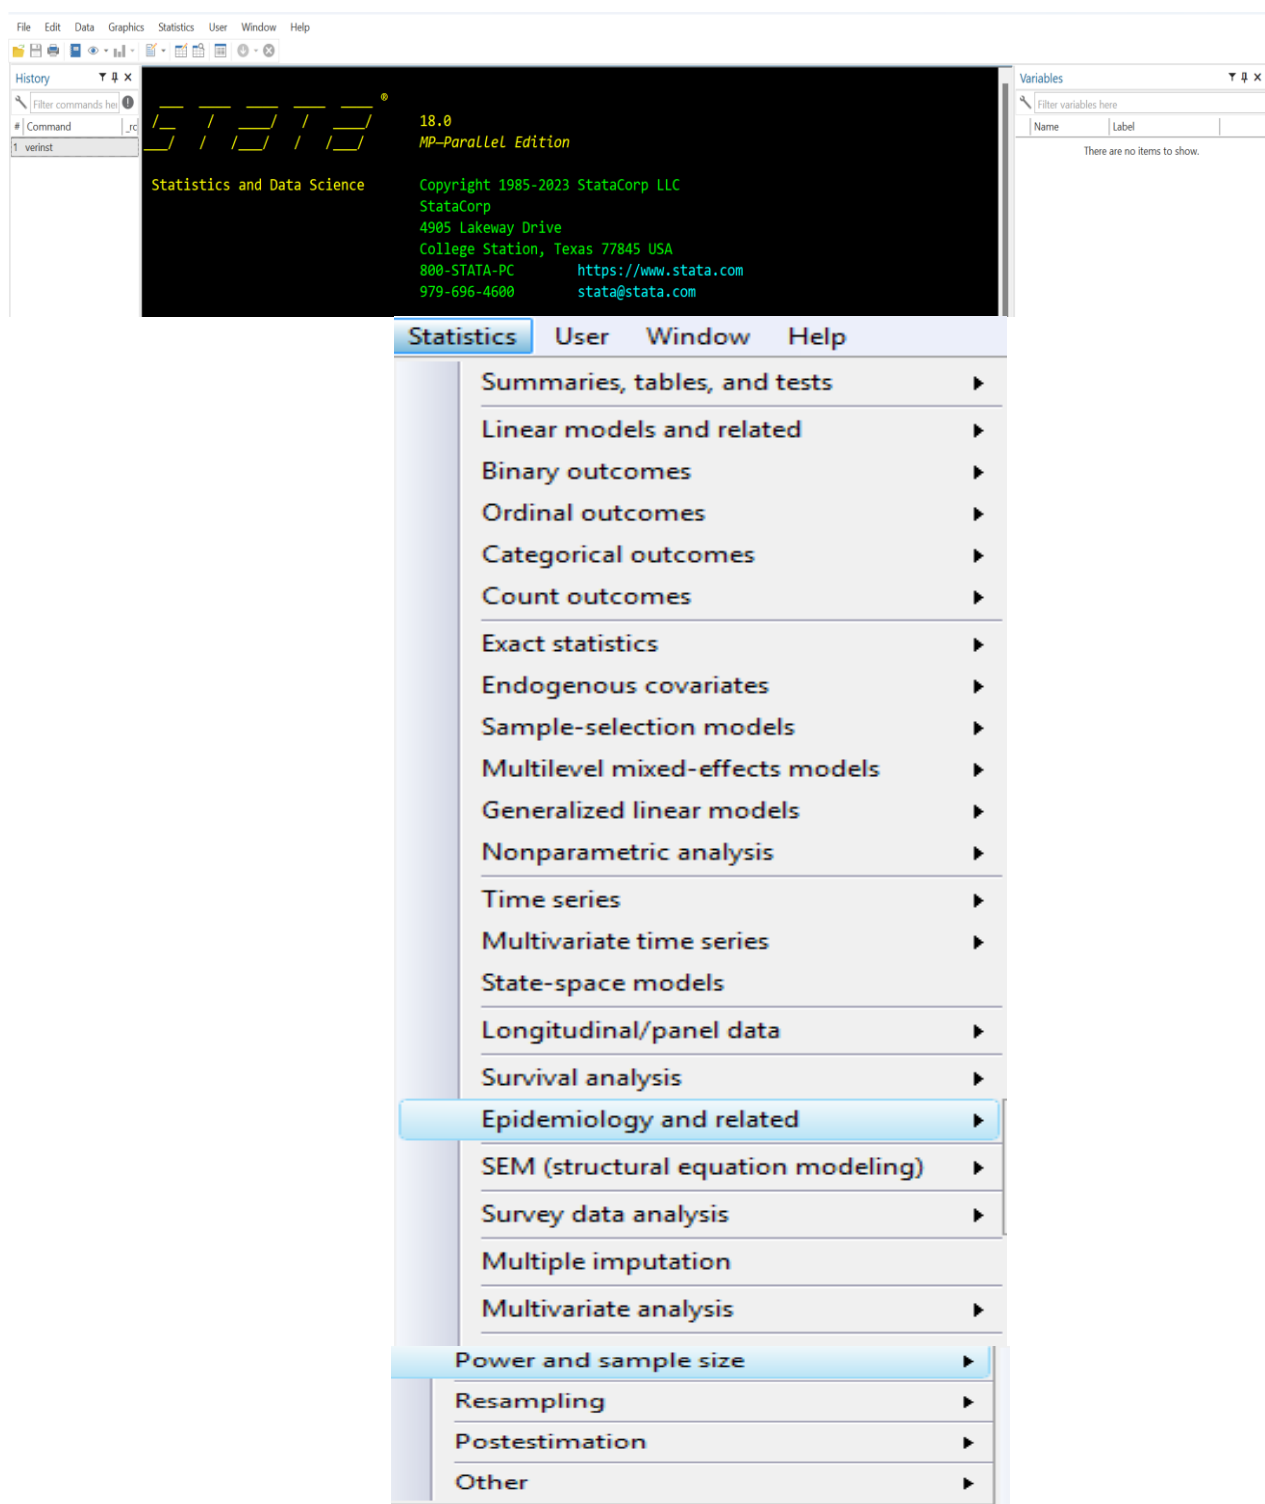 File Edit Data Graphics Statistics User Window Help
History
Filter commands her
# Command _rc
1 verinst
STATA ®
18.0
MP—Parallel Edition
Statistics and Data Science
Copyright 1985-2023 StataCorp LLC
StataCorp
4905 Lakeway Drive
College Station, Texas 77845 USA
800-STATA-PC https://www.stata.com
979-696-4600 stata@stata.com
Variables
Filter variables here
Name Label
There are no items to show.
Statistics User Window Help
Summaries, tables, and tests
Linear models and related
Binary outcomes
Ordinal outcomes
Categorical outcomes
Count outcomes
Exact statistics
Endogenous covariates
Sample-selection models
Multilevel mixed-effects models
Generalized linear models
Nonparametric analysis
Time series
Multivariate time series
State-space models
Longitudinal/panel data
Survival analysis
Epidemiology and related
SEM (structural equation modeling)
Survey data analysis
Multiple imputation
Multivariate analysis
Power and sample size
Resampling
Postestimation
Other